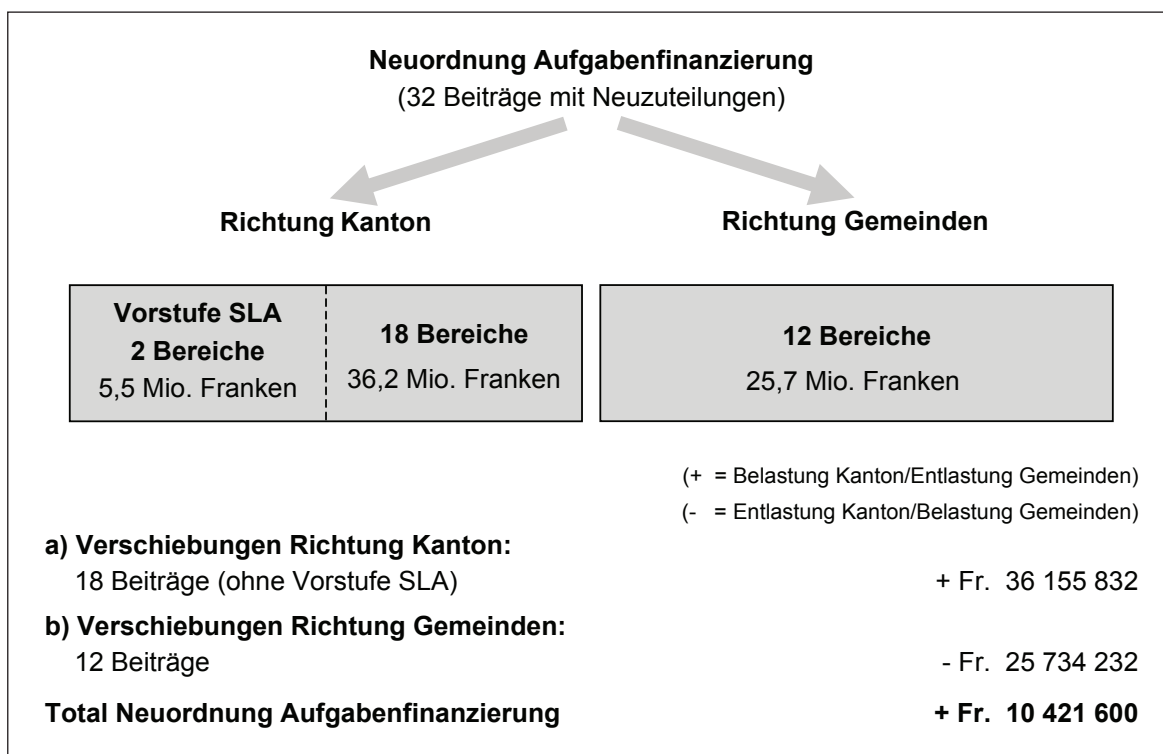 Neuordnung Aufgabenfinanzierung
(32 Beiträge mit Neuzuteilungen)
Richtung Kanton
Richtung Gemeinden
Vorstufe SLA
2 Bereiche
5,5 Mio. Franken
18 Bereiche
36,2 Mio. Franken
12 Bereiche
25,7 Mio. Franken
(+ = Belastung Kanton/Entlastung Gemeinden)
(- = Entlastung Kanton/Belastung Gemeinden)
a) Verschiebungen Richtung Kanton:
18 Beiträge (ohne Vorstufe SLA) + Fr. 36 155 832
b) Verschiebungen Richtung Gemeinden:
12 Beiträge - Fr. 25 734 232
Total Neuordnung Aufgabenfinanzierung + Fr. 10 421 600